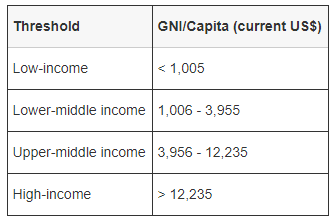 Threshold GNI/Capita (current US$)
Low-income < 1,005
Lower-middle income 1,006 - 3,955
Upper-middle income 3,956 - 12,235
High-income > 12,235